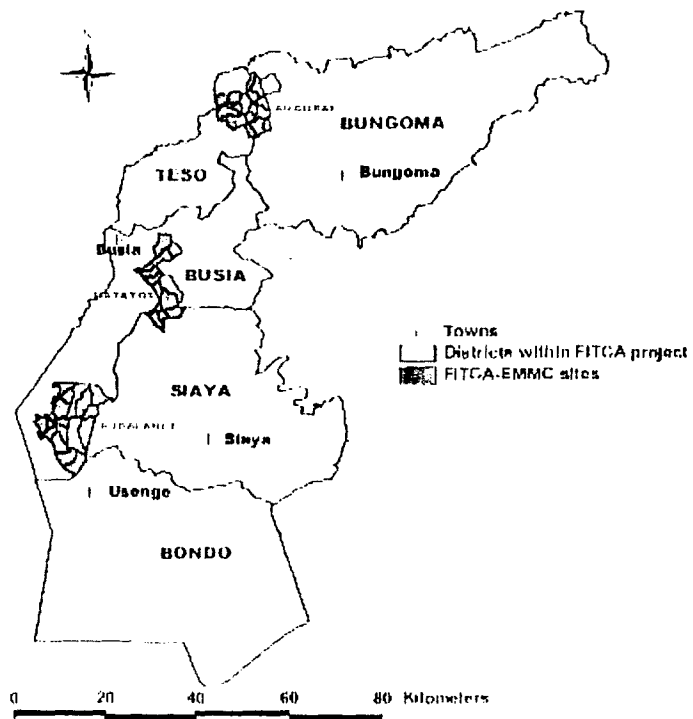 BUNGOMA
Bungoma
TESO
Busia
BUSIA
Towns
Districts within FITCA project
FITCA-EMMC sites
SIAYA
Siaya
Usenge
BONDO
0 20 40 60 80 Kilometers